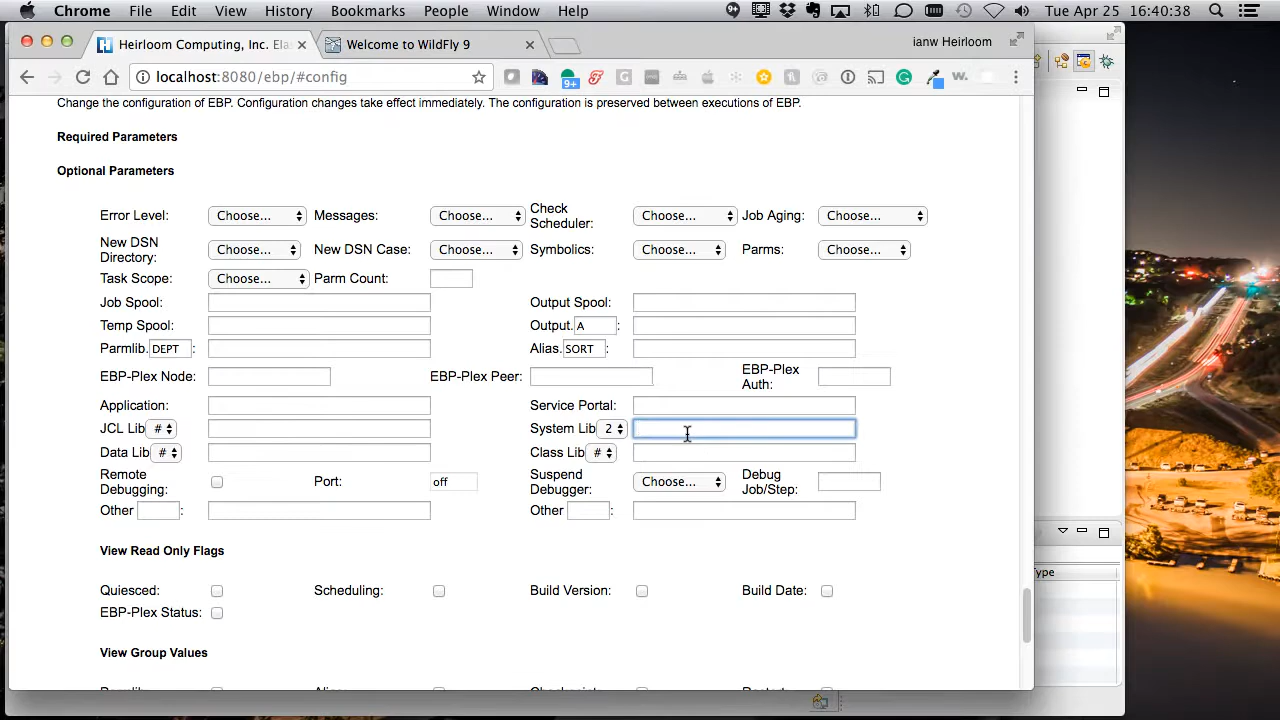 Chrome File Edit View History Bookmarks People Window Help 9+ Tue Apr 25 16:40:38
Heirloom Computing, Inc. Ela × Welcome to WildFly 9 × ianw Heirloom
localhost:8080/ebp/#config 9+
Change the configuration of EBP. Configuration changes take effect immediately. The configuration is preserved between executions of EBP.
Required Parameters
Optional Parameters
Error Level: Choose... Messages: Choose... Check Scheduler: Choose... Job Aging: Choose...
New DSN Directory: Choose... New DSN Case: Choose... Symbolics: Choose... Parms: Choose...
Task Scope: Choose... Parm Count:
Job Spool: Output Spool:
Temp Spool: Output. A :
Parmlib. DEPT : Alias. SORT :
EBP-Plex Node: EBP-Plex Peer: EBP-Plex Auth:
Application: Service Portal:
JCL Lib # System Lib 2
Data Lib # Class Lib #
Remote Debugging: Port: off Suspend Debugger: Choose... Debug Job/Step:
Other : Other :
View Read Only Flags
Quiesced: Scheduling: Build Version: Build Date:
EBP-Plex Status:
View Group Values
Type